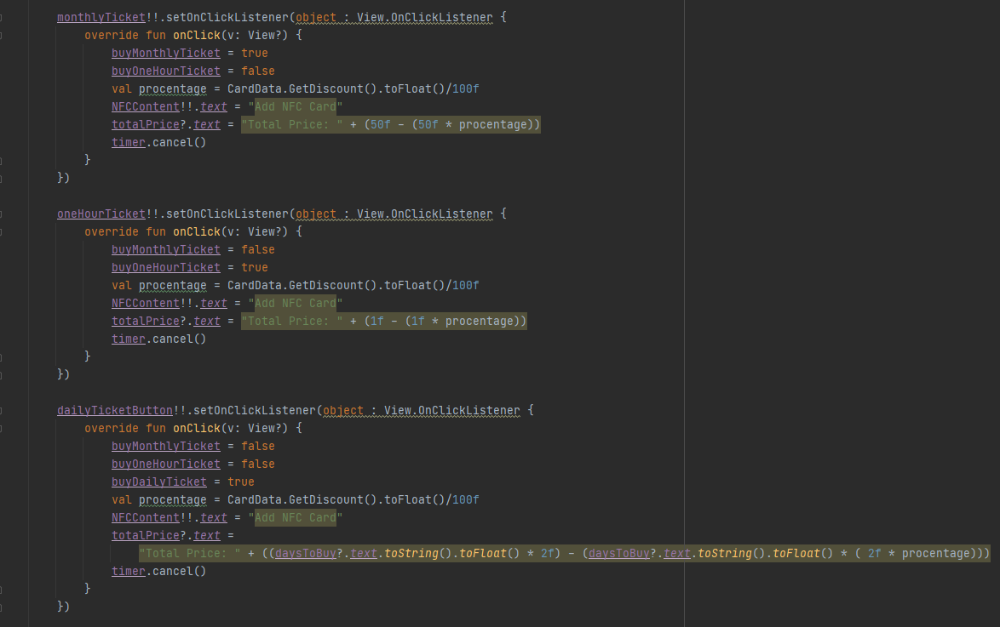 monthlyTicket!!.setOnClickListener(object : View.OnClickListener {
    override fun onClick(v: View?) {
        buyMonthlyTicket = true
        buyOneHourTicket = false
        val procentage = CardData.GetDiscount().toFloat()/100f
        NFCContent!!.text = "Add NFC Card"
        totalPrice?.text = "Total Price: " + (50f - (50f * procentage))
        timer.cancel()
    }
})

oneHourTicket!!.setOnClickListener(object : View.OnClickListener {
    override fun onClick(v: View?) {
        buyMonthlyTicket = false
        buyOneHourTicket = true
        val procentage = CardData.GetDiscount().toFloat()/100f
        NFCContent!!.text = "Add NFC Card"
        totalPrice?.text = "Total Price: " + (1f - (1f * procentage))
        timer.cancel()
    }
})

dailyTicketButton!!.setOnClickListener(object : View.OnClickListener {
    override fun onClick(v: View?) {
        buyMonthlyTicket = false
        buyOneHourTicket = false
        buyDailyTicket = true
        val procentage = CardData.GetDiscount().toFloat()/100f
        NFCContent!!.text = "Add NFC Card"
        totalPrice?.text =
            "Total Price: " + ((daysToBuy?.text.toString().toFloat() * 2f) - (daysToBuy?.text.toString().toFloat() * ( 2f * procentage)))
        timer.cancel()
    }
})